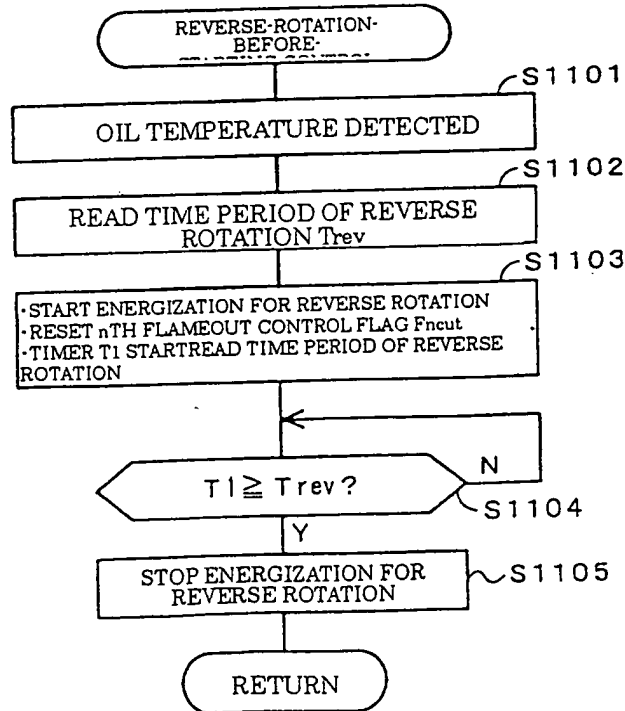 REVERSE-ROTATION-
BEFORE-
S1101
OIL TEMPERATURE DETECTED
S1102
READ TIME PERIOD OF REVERSE
ROTATION Trev
S1103
·START ENERGIZATION FOR REVERSE ROTATION
·RESET nTH FLAMEOUT CONTROL FLAG Fncut
·TIMER T1 STARTREAD TIME PERIOD OF REVERSE
ROTATION
N
T1≧Trev?
S1104
Y
STOP ENERGIZATION FOR
REVERSE ROTATION
S1105
RETURN